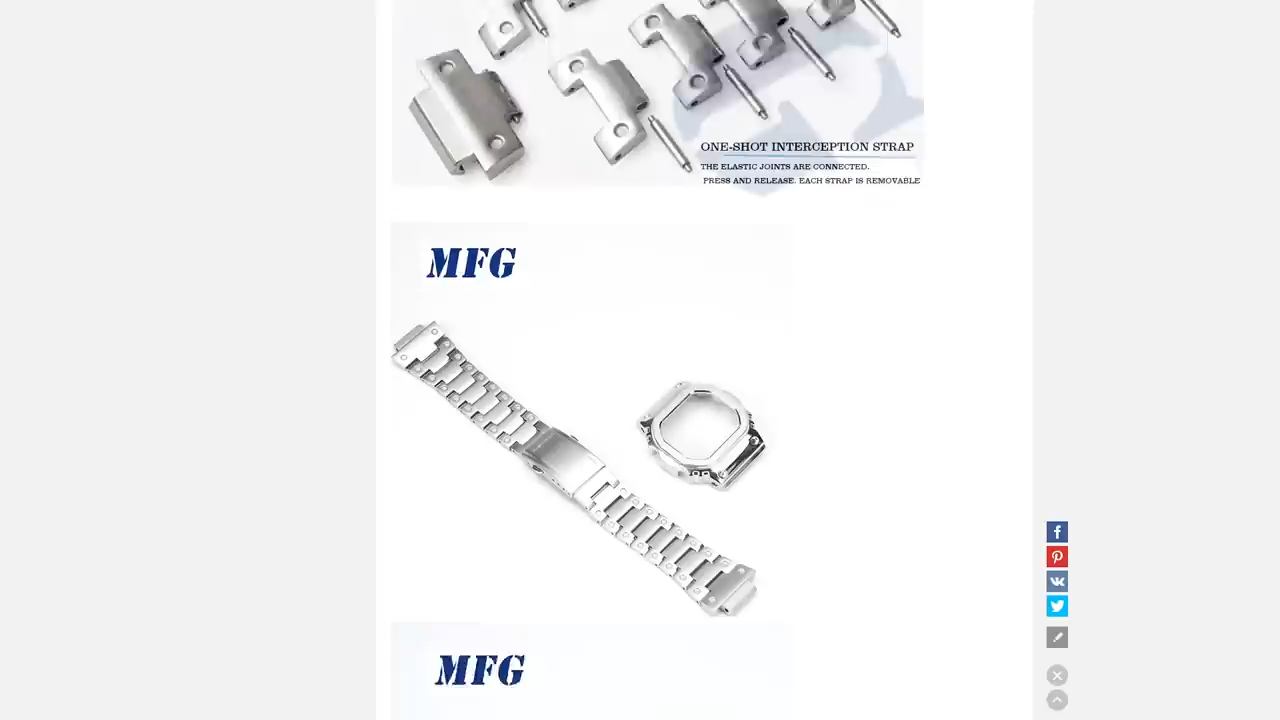 ONE-SHOT INTERCEPTION STRAP
THE ELASTIC JOINTS ARE CONNECTED.
PRESS AND RELEASE. EACH STRAP IS REMOVABLE
MFG
MFG